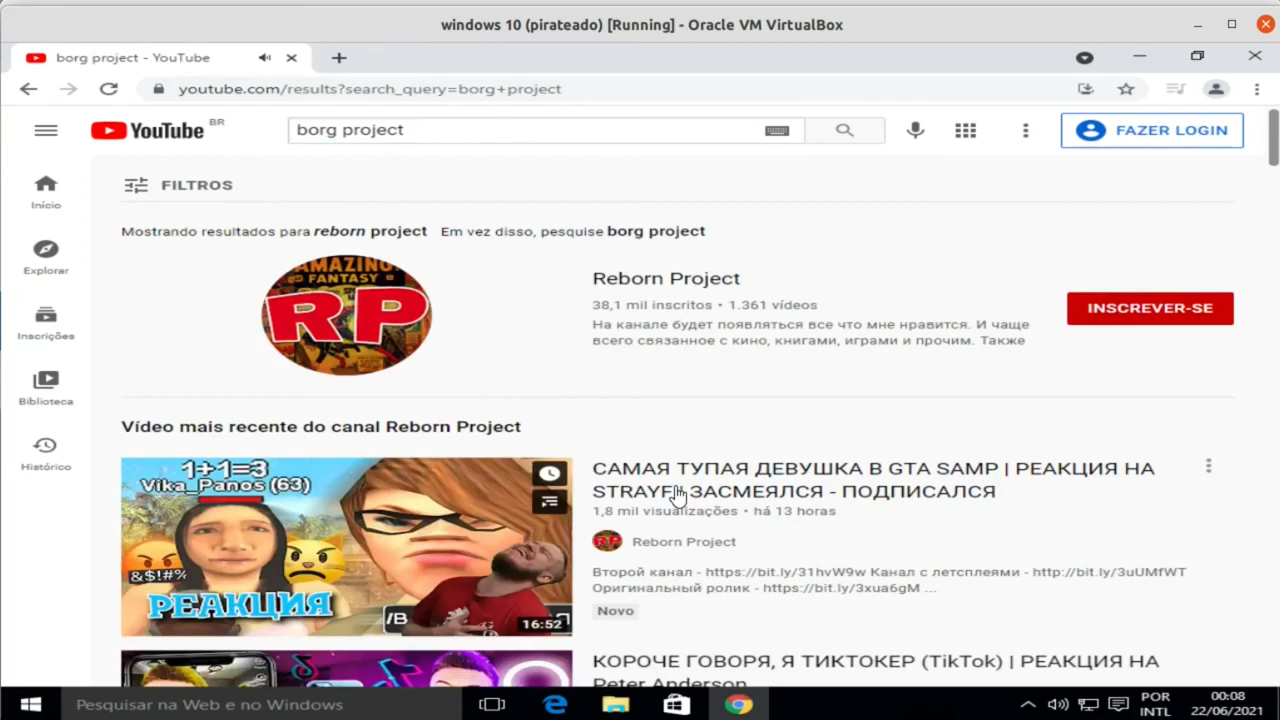 windows 10 (pirateado) [Running] - Oracle VM VirtualBox
borg project - YouTube
youtube.com/results?search_query=borg+project
YouTube BR
borg project
FAZER LOGIN
Início
Explorar
Inscrições
Biblioteca
Histórico
FILTROS
Mostrando resultados para reborn project Em vez disso, pesquise borg project
AMAZING
FANTASY
RP
Reborn Project
38,1 mil inscritos • 1.361 vídeos
На канале будет появляться все что мне нравится. И чаще
всего связанное с кино, книгами, играми и прочим. Также
INSCREVER-SE
Vídeo mais recente do canal Reborn Project
1+1=3
Vika_Panos (63)
&$!#%
РЕАКЦИЯ
/В
16:52
САМАЯ ТУПАЯ ДЕВУШКА В GTA SAMP | РЕАКЦИЯ НА
ЗАСМЕЯЛСЯ - ПОДПИСАЛСЯ
1,8 mil visualizações • há 13 horas
RP
Reborn Project
Второй канал - https://bit.ly/31hvW9w Канал с летсплеями - http://bit.ly/3uUMfWT
Оригинальный ролик - https://bit.ly/3xua6gM ...
Novo
КОРОЧЕ ГОВОРЯ, Я ТИКТОКЕР (TikTok) | РЕАКЦИЯ НА
Peter Anderson
Pesquisar na Web e no Windows
POR
INTL
00:08
22/06/2021